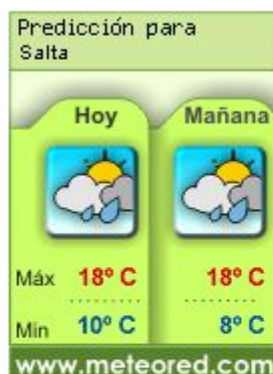 Predicción para
Salta
Hoy Mañana
Máx 18º C 18º C
Min 10º C 8º C
www.meteored.com